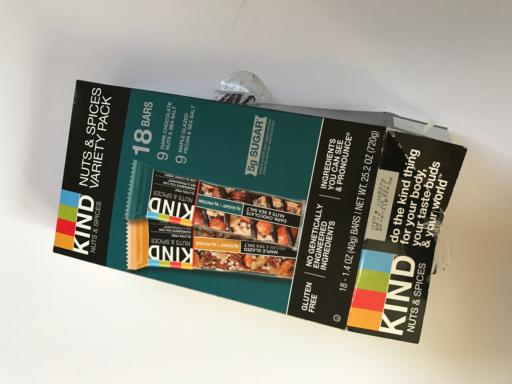 KIND
NUTS & SPICES
NUTS & SPICES
VARIETY PACK
18 BARS
9 DARK CHOCOLATE
NUTS & SEA SALT
9 MAPLE GLAZED
PECAN & SEA SALT
5g SUGAR
KIND
NUTS & SPICES
DARK CHOCOLATE
NUTS & SEA SALT
KIND
NUTS & SPICES
MAPLE GLAZED
PECAN & SEA SALT
GLUTEN
FREE
NO GENETICALLY
ENGINEERED
INGREDIENTS
INGREDIENTS
YOU CAN SEE
& PRONOUNCE®
18 - 1.4 OZ (40g) BARS | NET WT. 25.2 OZ (720g)
KIND
NUTS & SPICES
do the kind thing
for your body,
your taste buds
& your world™